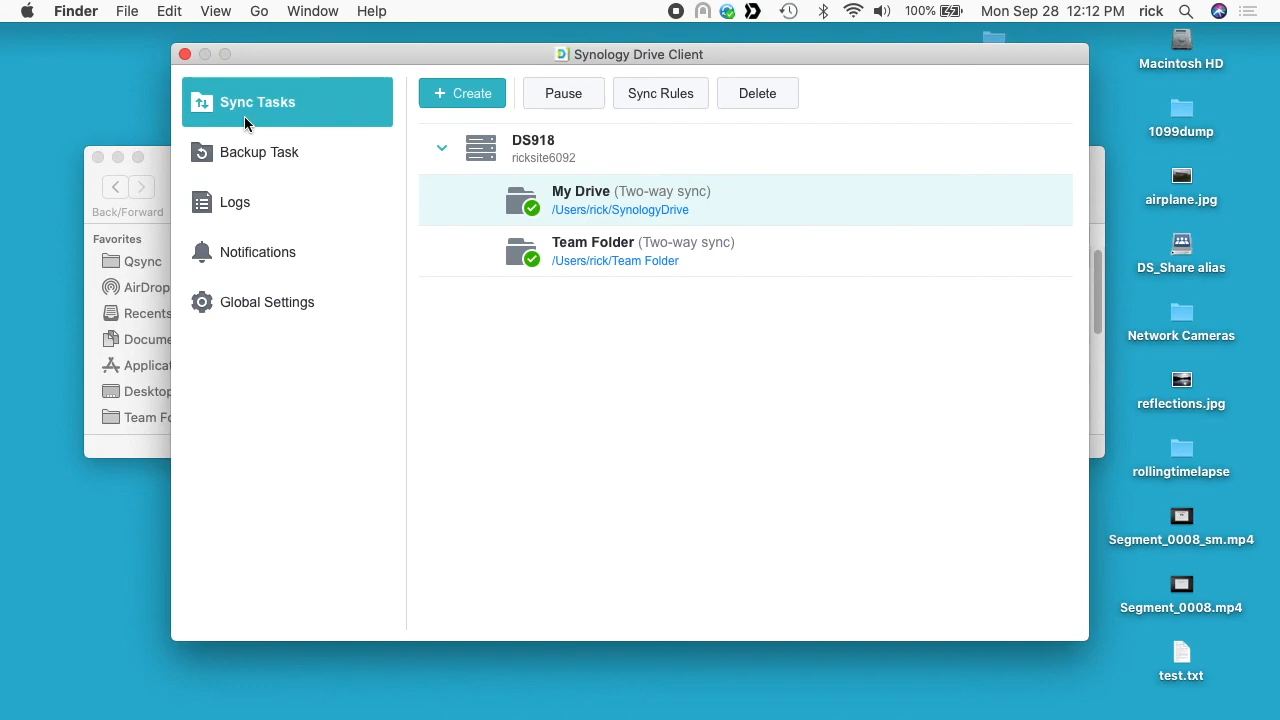 Finder File Edit View Go Window Help 100% Mon Sep 28 12:12 PM rick
Synology Drive Client
Sync Tasks
Backup Task
Logs
Notifications
Global Settings
+ Create Pause Sync Rules Delete
DS918
ricksite6092
My Drive (Two-way sync)
/Users/rick/SynologyDrive
Team Folder (Two-way sync)
/Users/rick/Team Folder
Back/Forward
Favorites
Qsync
AirDrop
Recents
Docume
Applicat
Desktop
Team Fo
Macintosh HD
1099dump
airplane.jpg
DS_Share alias
Network Cameras
reflections.jpg
rollingtimelapse
Segment_0008_sm.mp4
Segment_0008.mp4
test.txt